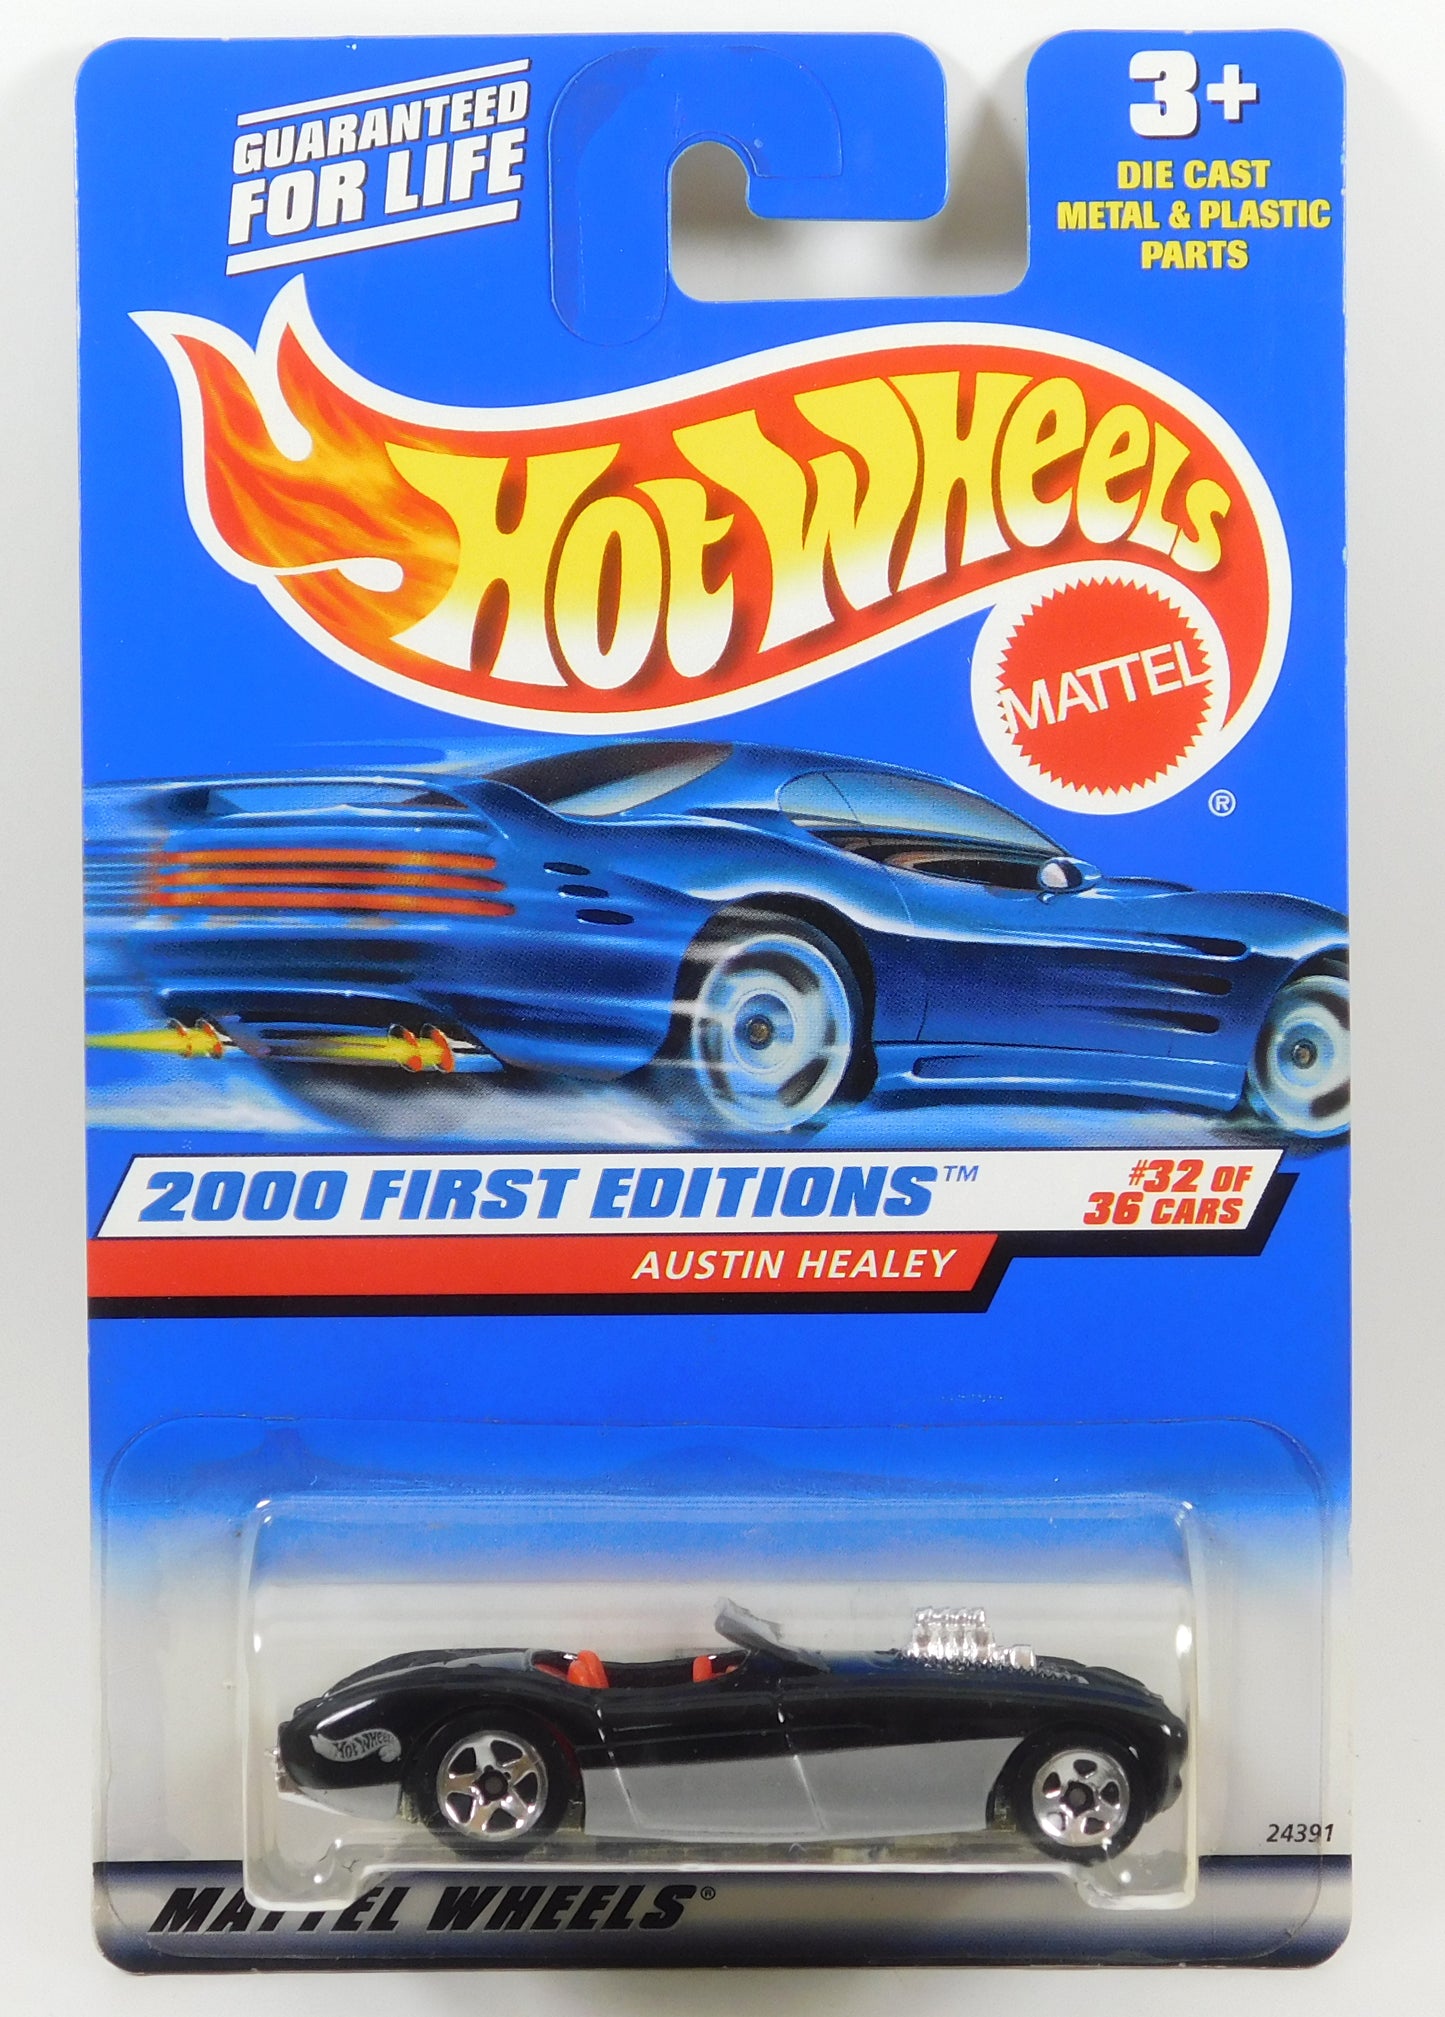 GUARANTEED
FOR LIFE
3+
DIE CAST
METAL & PLASTIC
PARTS
HOT WHEELS
MATTEL
®
2000 FIRST EDITIONS™
#32 OF
36 CARS
AUSTIN HEALEY
HOT WHEELS
24391
MATTEL WHEELS®